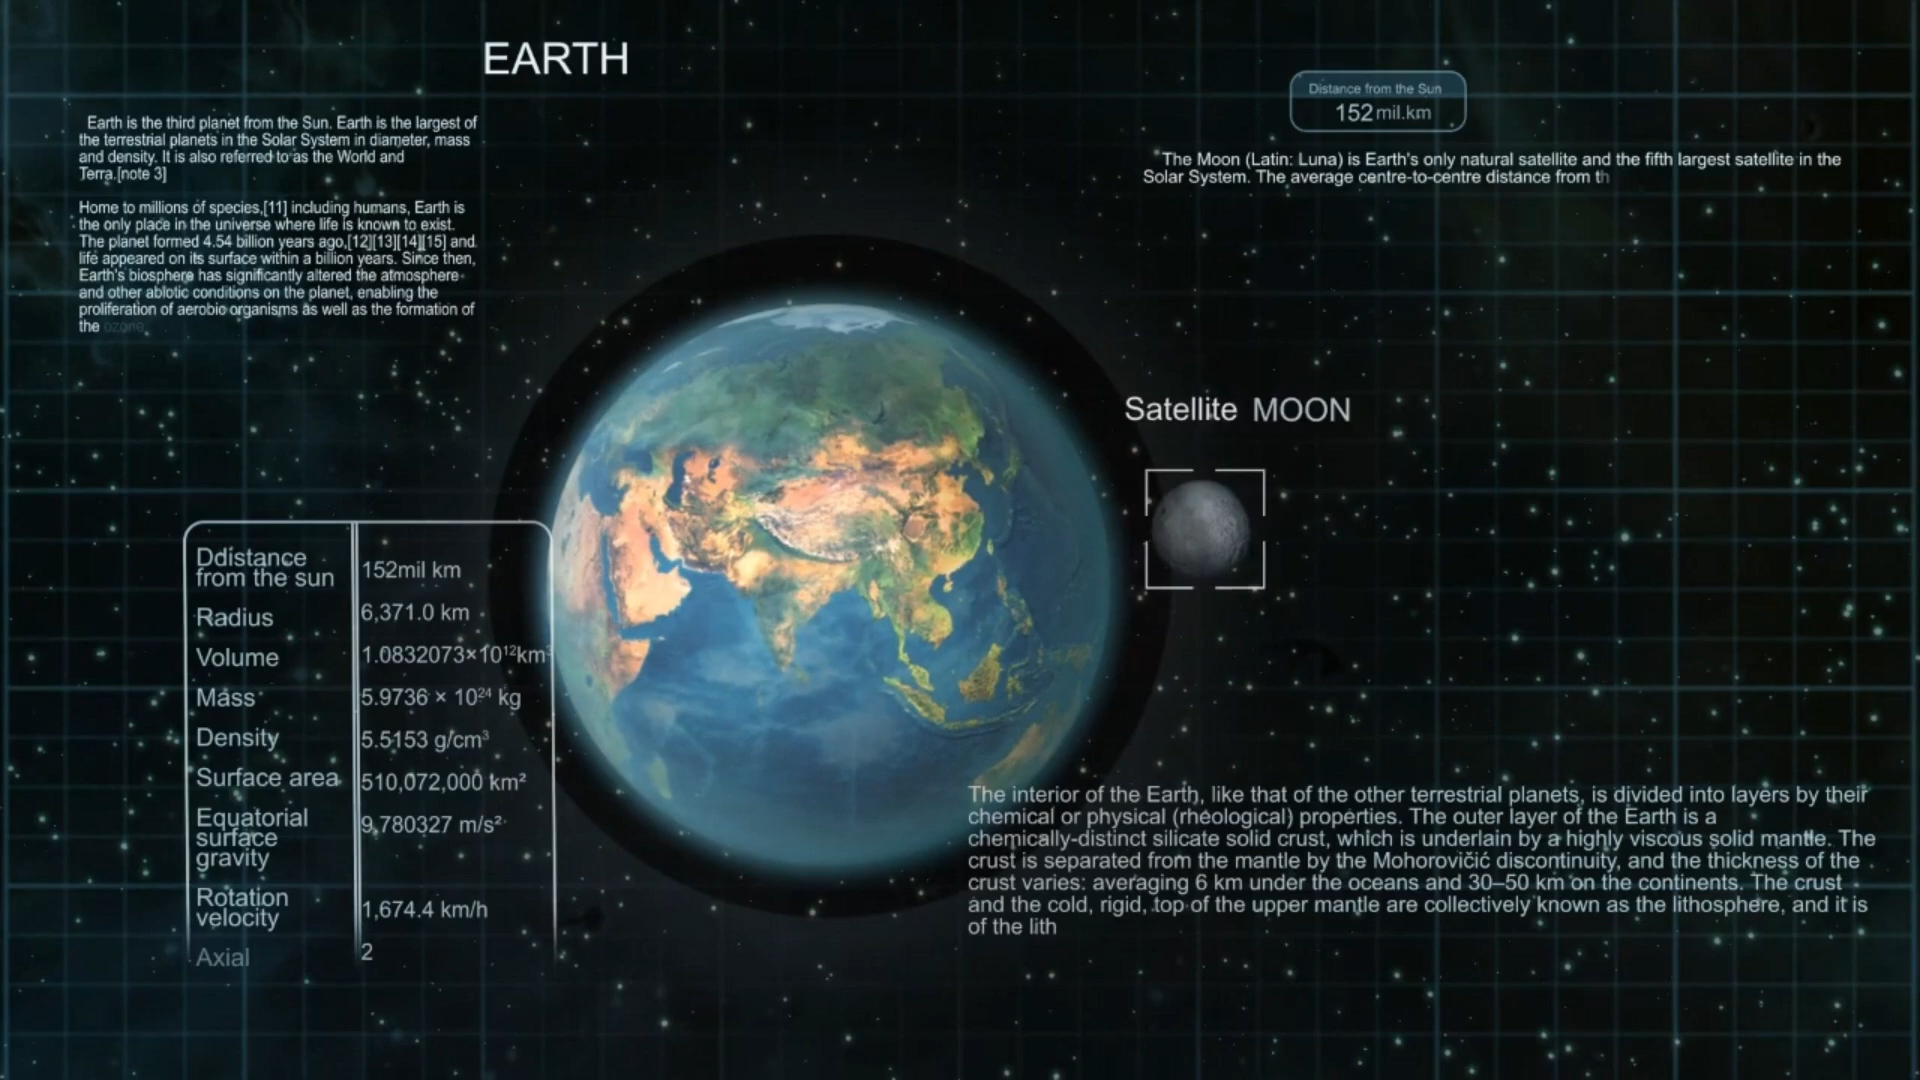 EARTH
Earth is the third planet from the Sun. Earth is the largest of
the terrestrial planets in the Solar System in diameter, mass
and density. It is also referred to as the World and
Terra.[note 3]
Home to millions of species,[11] including humans, Earth is
the only place in the universe where life is known to exist.
The planet formed 4.54 billion years ago,[12][13][14][15] and
life appeared on its surface within a billion years. Since then,
Earth's biosphere has significantly altered the atmosphere
and other abiotic conditions on the planet, enabling the
proliferation of aerobic organisms as well as the formation of
the ozone
Distance from the Sun
152 mil.km
The Moon (Latin: Luna) is Earth's only natural satellite and the fifth largest satellite in the
Solar System. The average centre-to-centre distance from th
Satellite MOON
Ddistance
from the sun
152mil km
Radius
6,371.0 km
Volume
1.0832073×10¹²km³
Mass
5.9736 × 10²⁴ kg
Density
5.5153 g/cm³
Surface area
510,072,000 km²
Equatorial
surface
gravity
9,780327 m/s²
Rotation
velocity
1,674.4 km/h
Axial
2
The interior of the Earth, like that of the other terrestrial planets, is divided into layers by their
chemical or physical (rheological) properties. The outer layer of the Earth is a
chemically-distinct silicate solid crust, which is underlain by a highly viscous solid mantle. The
crust is separated from the mantle by the Mohorovičić discontinuity, and the thickness of the
crust varies: averaging 6 km under the oceans and 30–50 km on the continents. The crust
and the cold, rigid, top of the upper mantle are collectively known as the lithosphere, and it is
of the lith